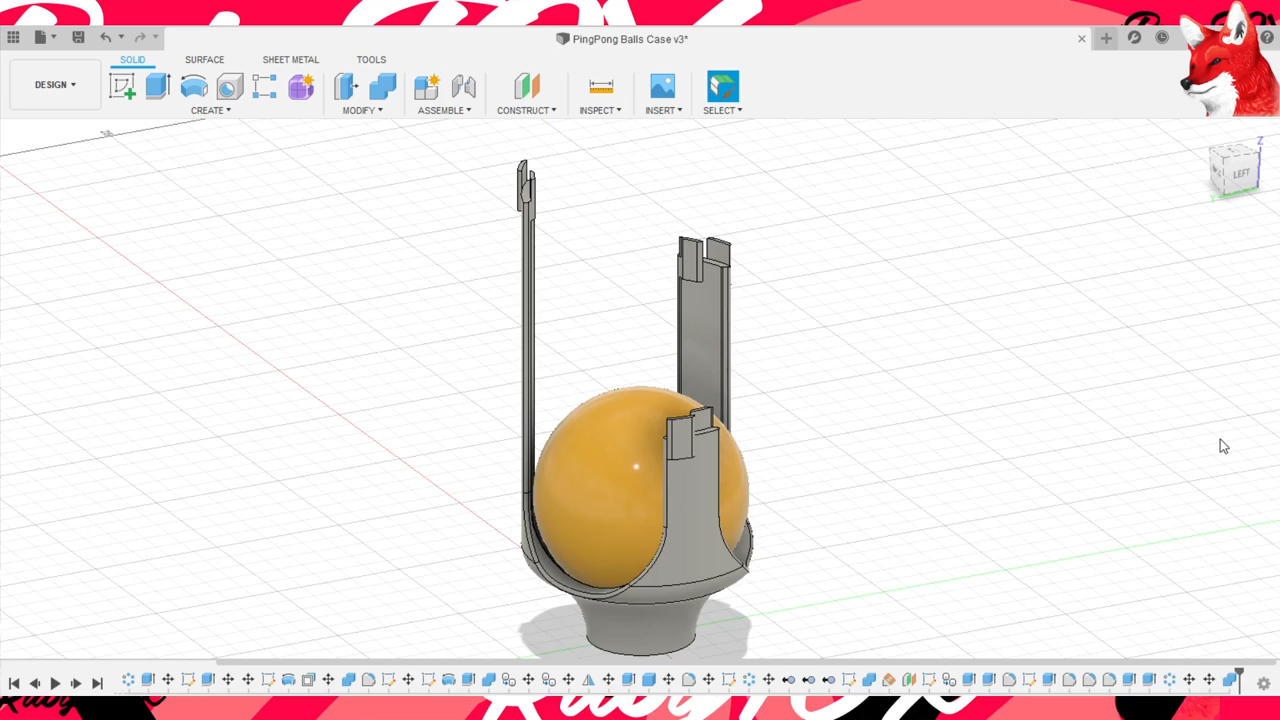 PingPong Balls Case v3*
SOLID SURFACE SHEET METAL TOOLS
DESIGN
CREATE MODIFY ASSEMBLE CONSTRUCT INSPECT INSERT SELECT
Z
LEFT
Y